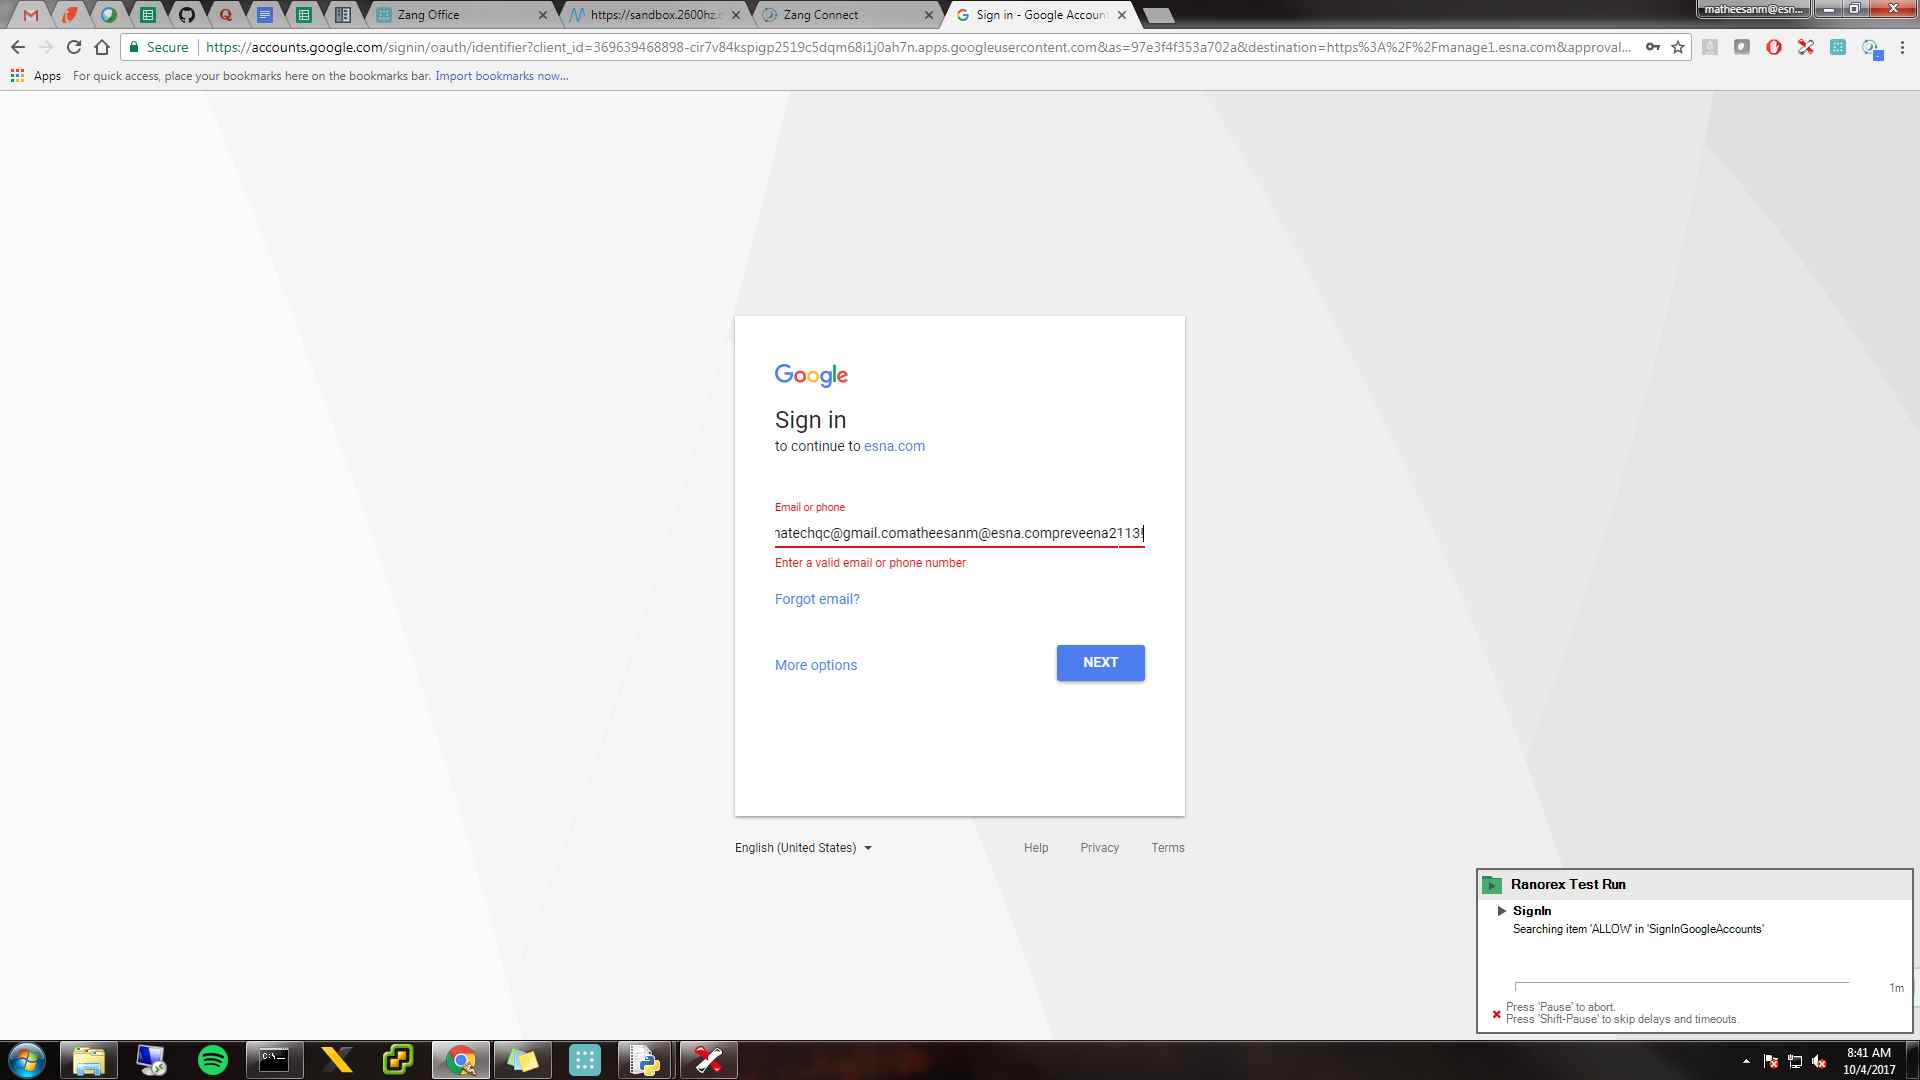 Zang Office
https://sandbox.2600hz.c
Zang Connect
Sign in - Google Accoun
matheesanm@esn...
Secure
https://accounts.google.com/signin/oauth/identifier?client_id=369639468898-cir7v84kspigp2519c5dqm68i1j0ah7n.apps.googleusercontent.com&as=97e3f4f353a702a&destination=https%3A%2F%2Fmanage1.esna.com&approval...
Apps
For quick access, place your bookmarks here on the bookmarks bar. Import bookmarks now...
Google
Sign in
to continue to esna.com
Email or phone
natechqc@gmail.comatheesanm@esna.compreveena2113!
Enter a valid email or phone number
Forgot email?
More options
NEXT
English (United States)
Help
Privacy
Terms
Ranorex Test Run
SignIn
Searching item 'ALLOW' in 'SignInGoogleAccounts'
1m
Press 'Pause' to abort.
Press 'Shift-Pause' to skip delays and timeouts.
8:41 AM
10/4/2017